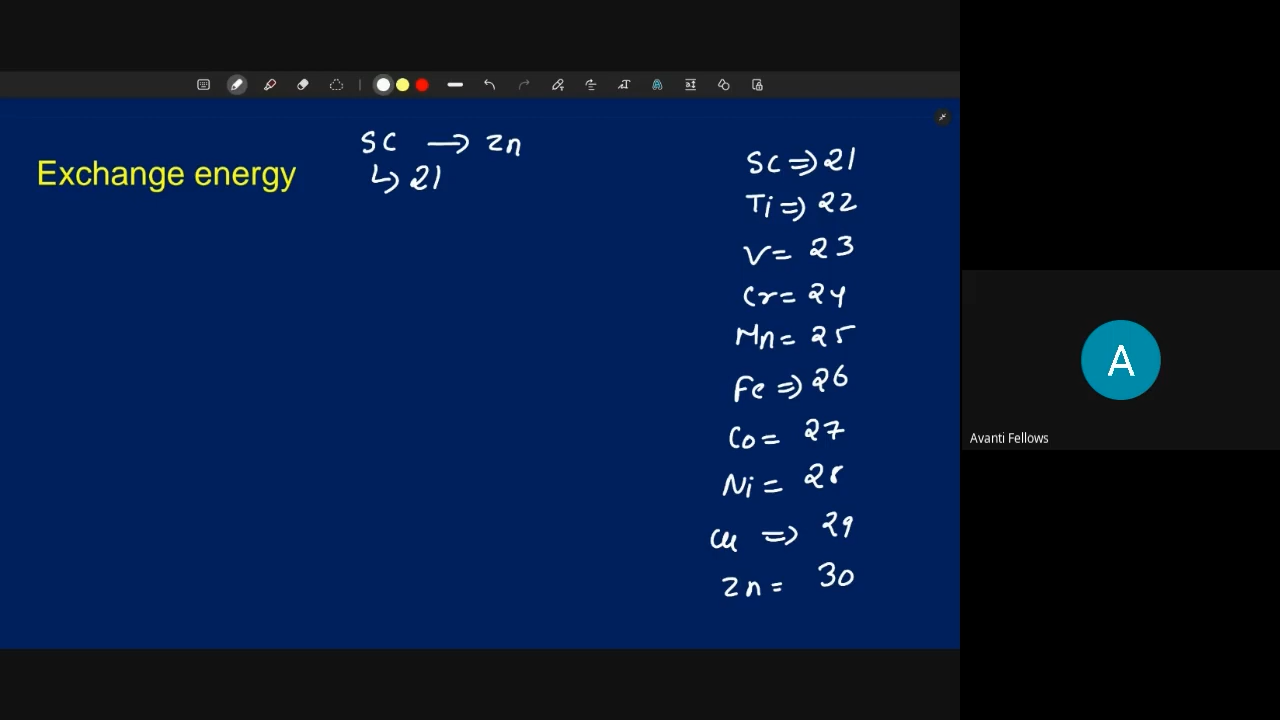 Exchange energy
Sc → Zn
↳ 21
Sc ⇒ 21
Ti ⇒ 22
V = 23
Cr = 24
Mn = 25
Fe ⇒ 26
Co = 27
Ni = 28
Cu ⇒ 29
Zn = 30
A
Avanti Fellows